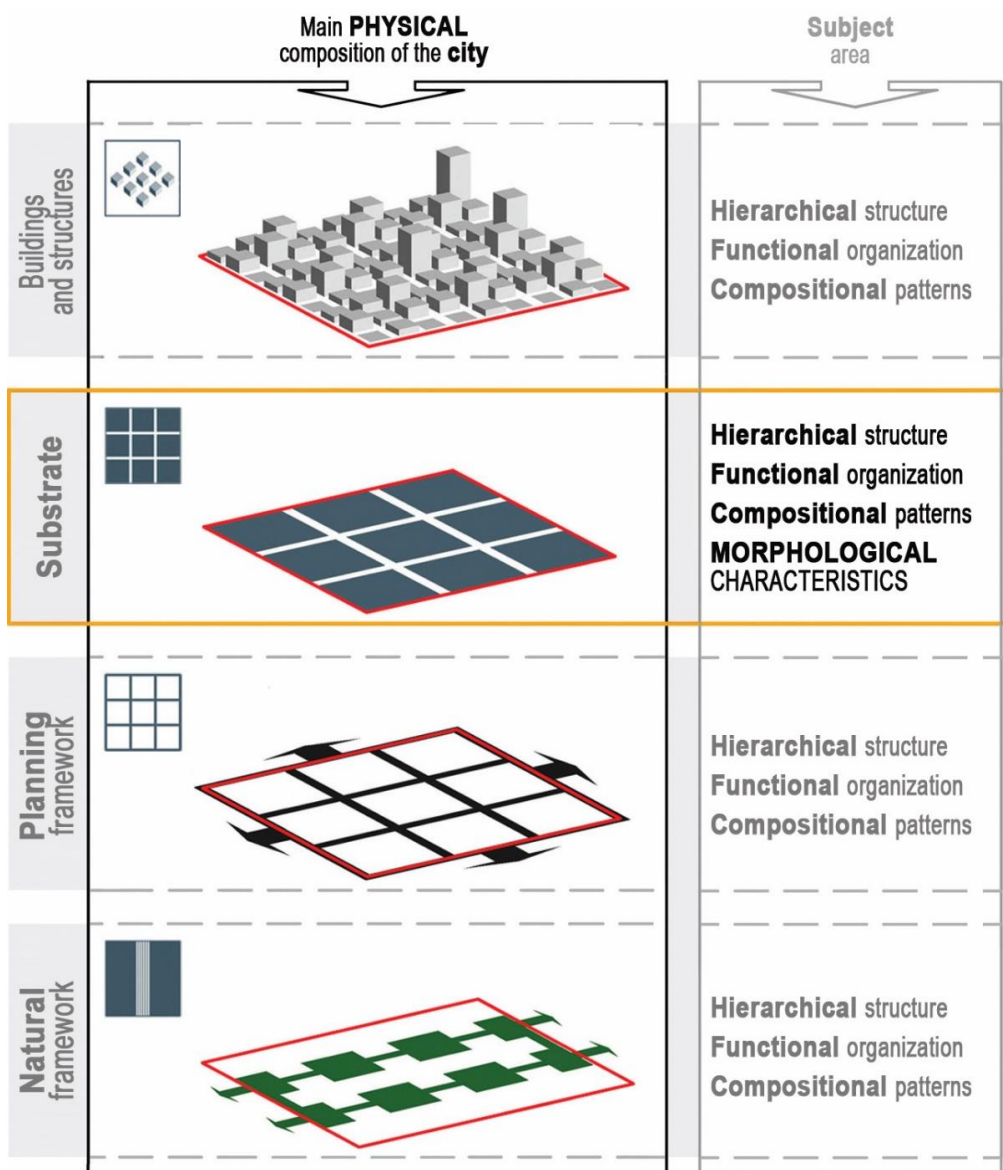 Main PHYSICAL
composition of the city
Subject
area
Buildings
and structures
Hierarchical structure
Functional organization
Compositional patterns
Substrate
Hierarchical structure
Functional organization
Compositional patterns
MORPHOLOGICAL
CHARACTERISTICS
Planning
framework
Hierarchical structure
Functional organization
Compositional patterns
Natural
framework
Hierarchical structure
Functional organization
Compositional patterns